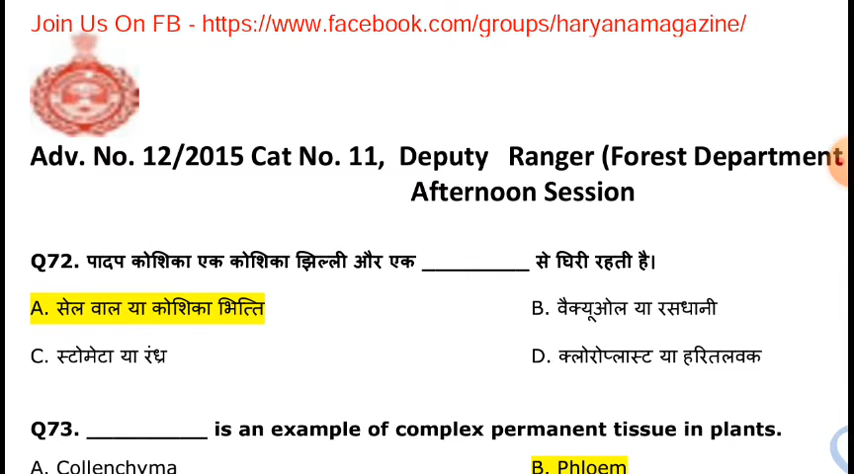 Join Us On FB - https://www.facebook.com/groups/haryanamagazine/
Adv. No. 12/2015 Cat No. 11, Deputy Ranger (Forest Department
Afternoon Session
Q72. पादप कोशिका एक कोशिका झिल्ली और एक __________ से घिरी रहती है।
A. सेल वाल या कोशिका भित्ति B. वैक्यूओल या रसधानी
C. स्टोमेटा या रंध्र D. क्लोरोप्लास्ट या हरितलवक
Q73. __________ is an example of complex permanent tissue in plants.
A. Collenchyma B. Phloem